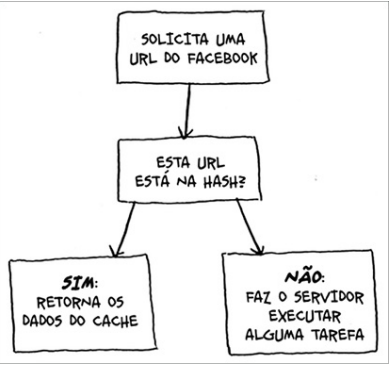 SOLICITA UMA
URL DO FACEBOOK
ESTA URL
ESTÁ NA HASH?
SIM:
RETORNA OS
DADOS DO CACHE
NÃO:
FAZ O SERVIDOR
EXECUTAR
ALGUMA TAREFA